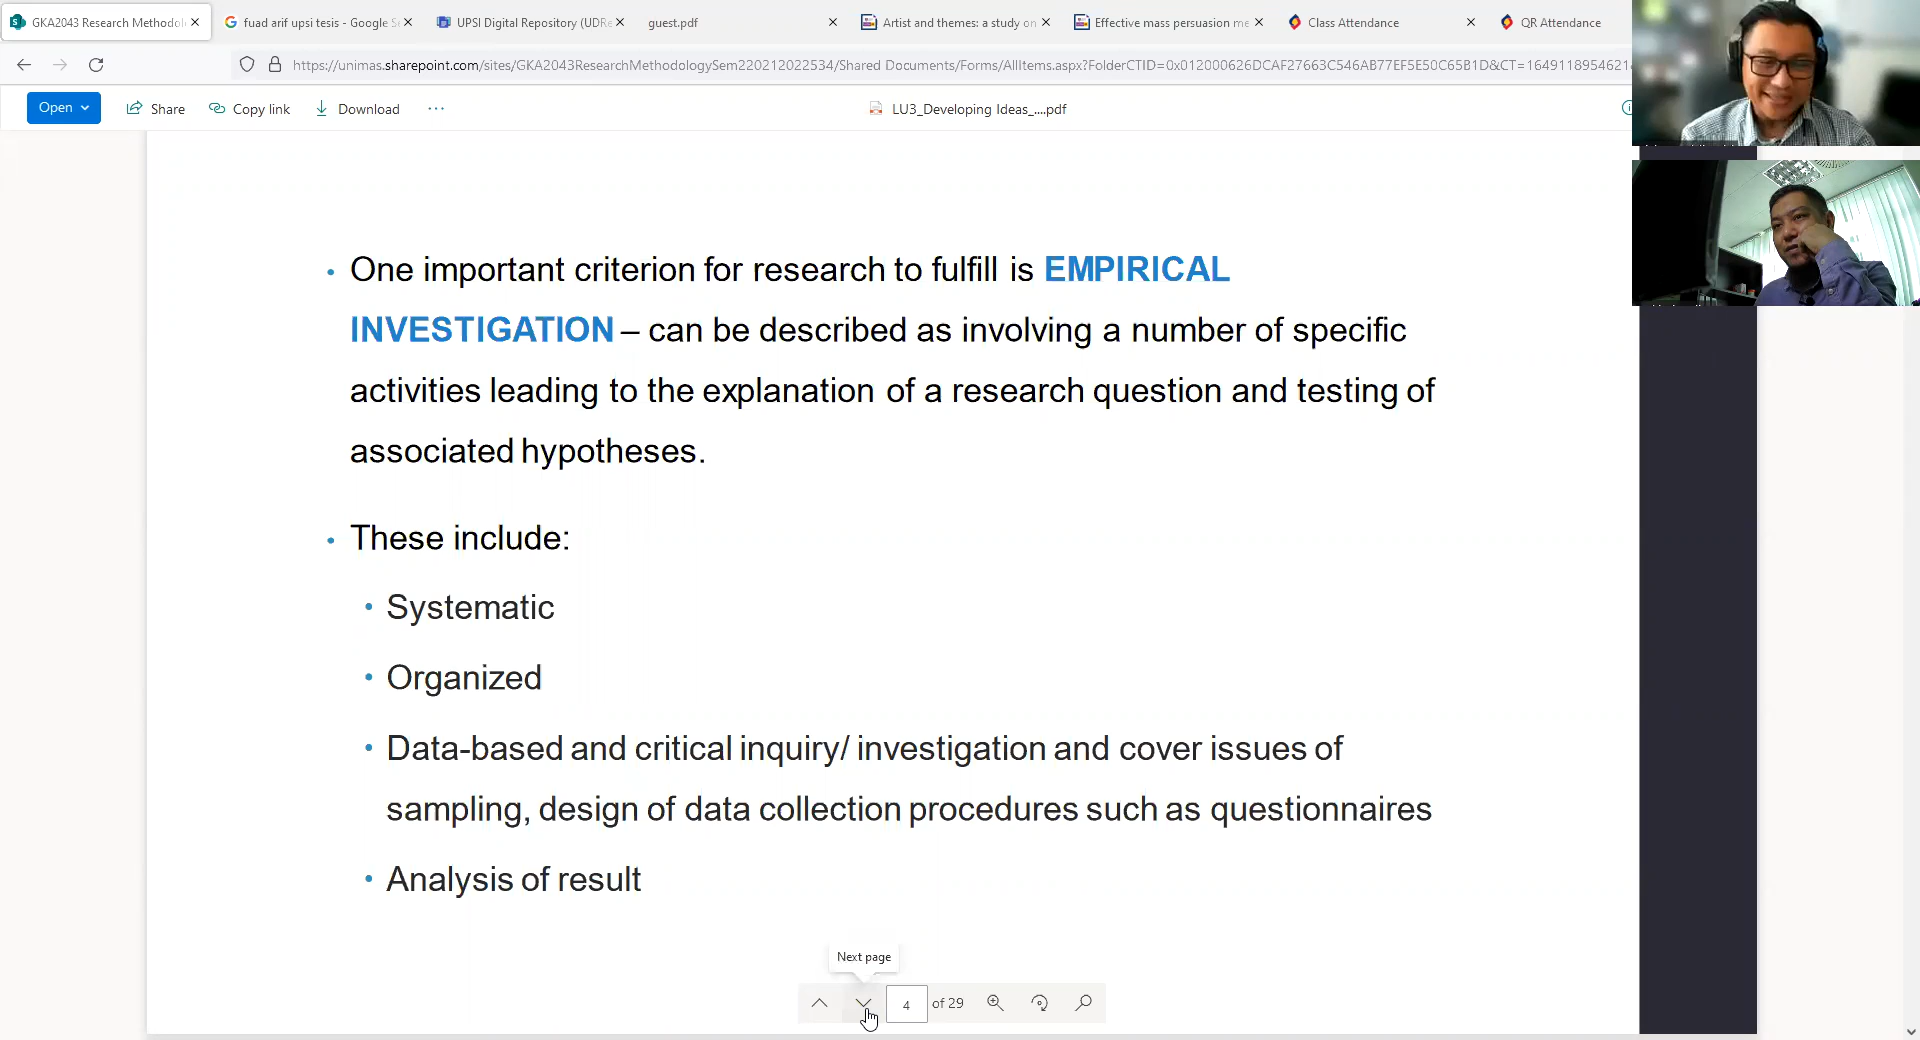 GKA2043 Research Methodolo
fuad arif upsi tesis - Google Se
UPSI Digital Repository (UDRe
guest.pdf
Artist and themes: a study on
Effective mass persuasion me
Class Attendance
QR Attendance
https://unimas.sharepoint.com/sites/GKA2043ResearchMethodologySem220212022534/Shared Documents/Forms/AllItems.aspx?FolderCTID=0x012000626DCAF27663C546AB77EF5E50C65B1D&CT=1649118954621
Open
Share
Copy link
Download
LU3_Developing Ideas_....pdf
• One important criterion for research to fulfill is EMPIRICAL
INVESTIGATION – can be described as involving a number of specific
activities leading to the explanation of a research question and testing of
associated hypotheses.
• These include:
• Systematic
• Organized
• Data-based and critical inquiry/ investigation and cover issues of
sampling, design of data collection procedures such as questionnaires
• Analysis of result
Next page
4 of 29